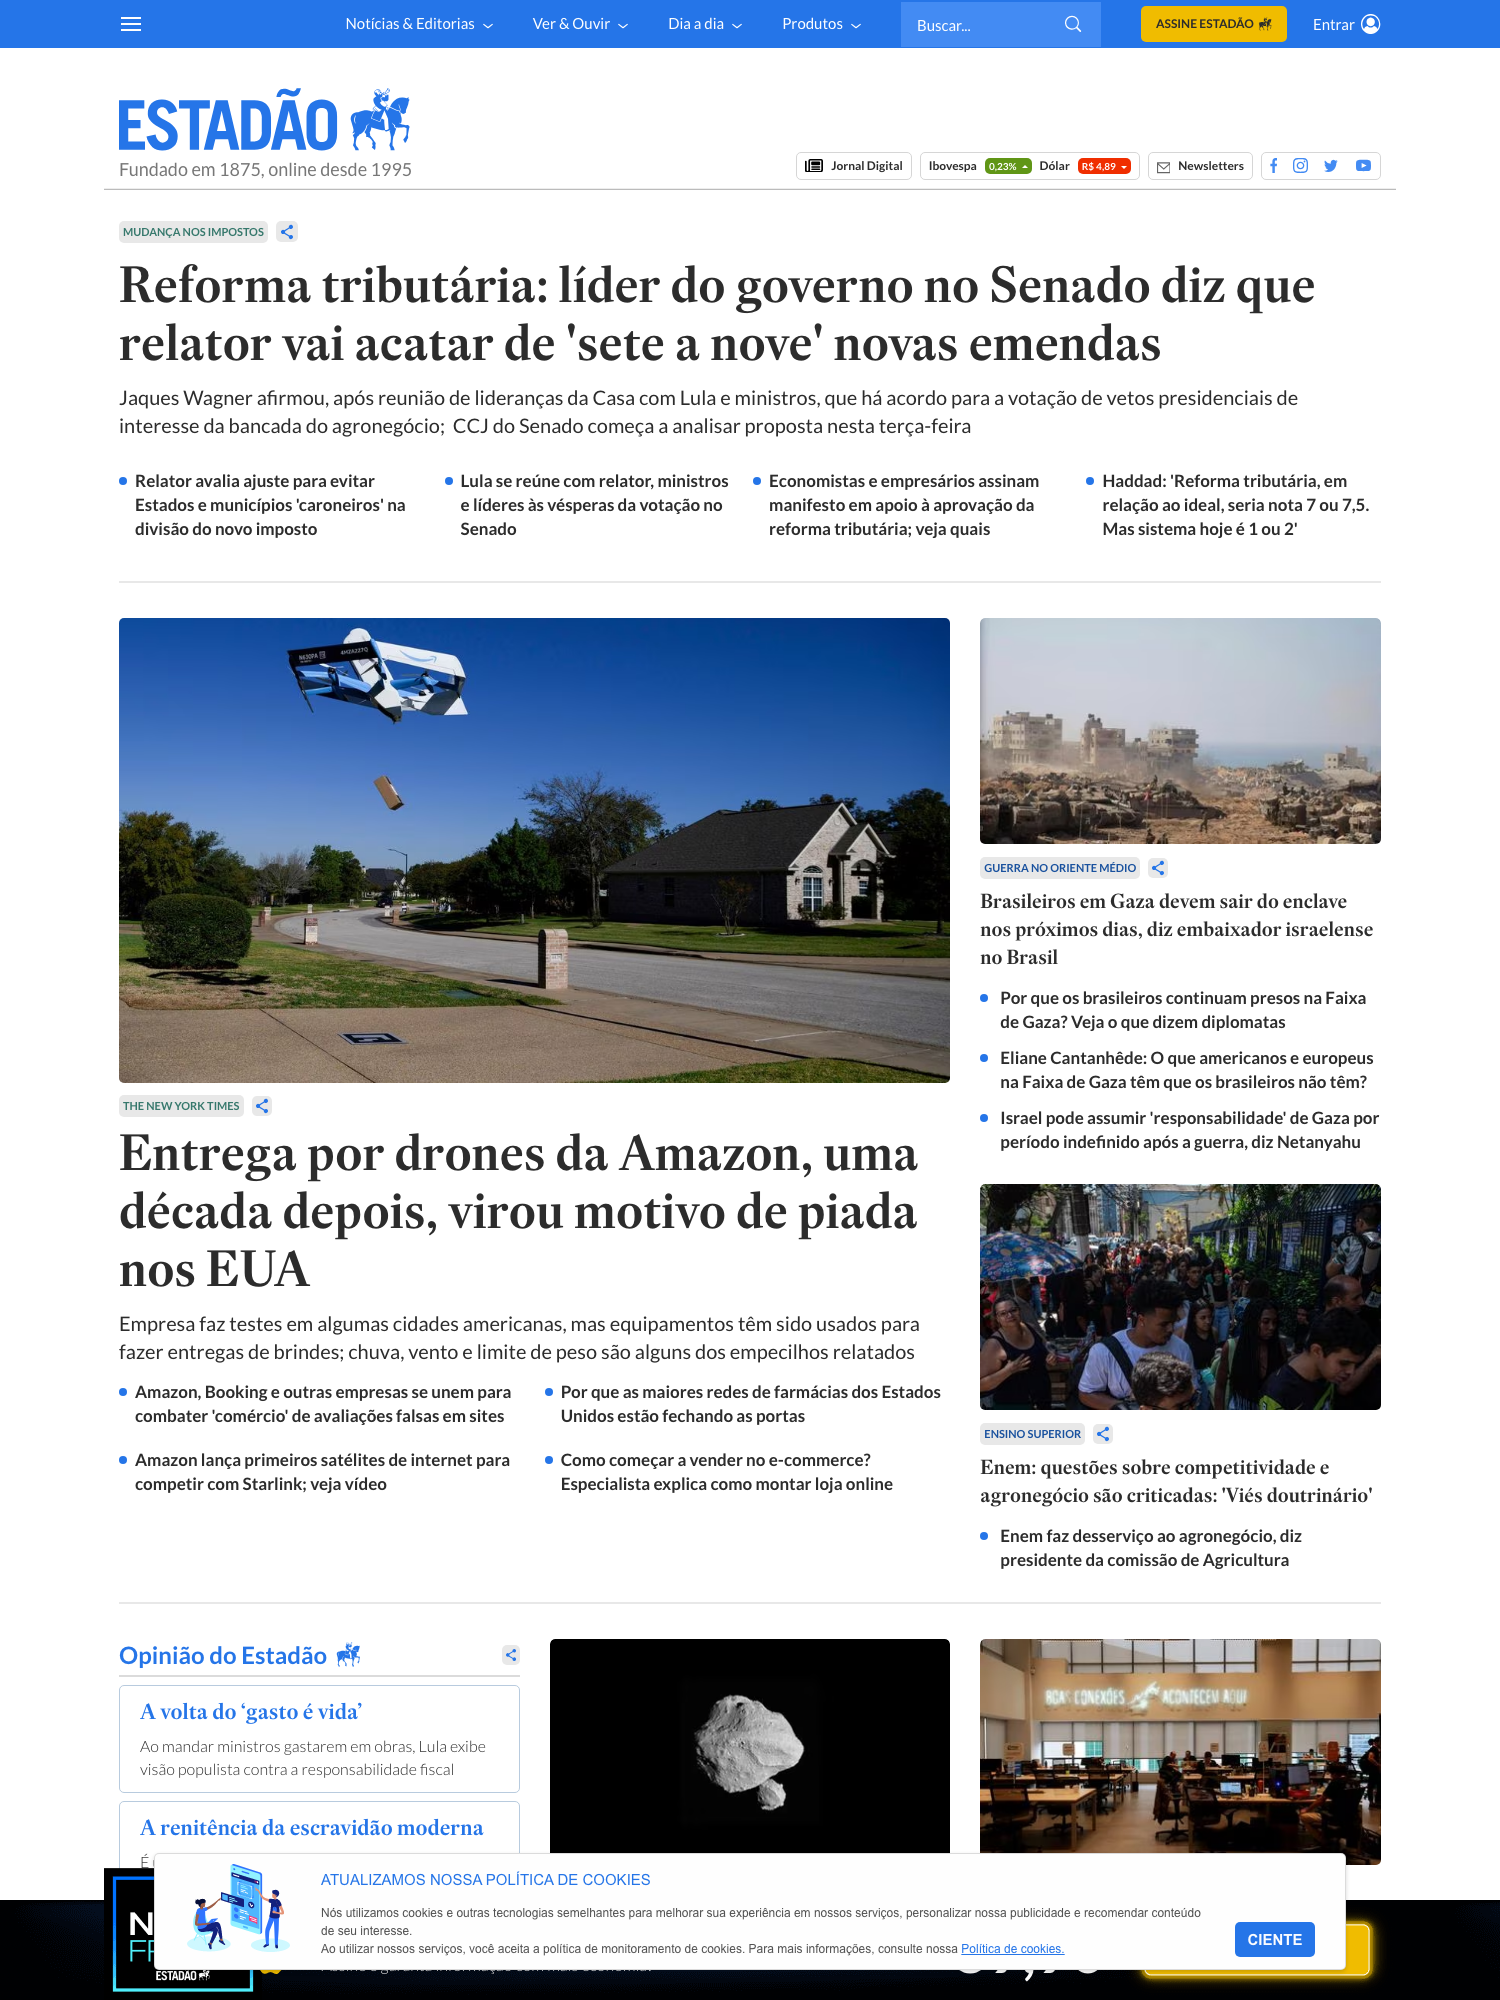 Notícias & Editorias
Ver & Ouvir
Dia a dia
Produtos
Buscar...
ASSINE ESTADÃO
Entrar
ESTADÃO
Fundado em 1875, online desde 1995
Jornal Digital
Ibovespa 0,23% Dólar R$ 4,89
Newsletters
MUDANÇA NOS IMPOSTOS
Reforma tributária: líder do governo no Senado diz que
relator vai acatar de 'sete a nove' novas emendas
Jaques Wagner afirmou, após reunião de lideranças da Casa com Lula e ministros, que há acordo para a votação de vetos presidenciais de
interesse da bancada do agronegócio; CCJ do Senado começa a analisar proposta nesta terça-feira
Relator avalia ajuste para evitar
Estados e municípios 'caroneiros' na
divisão do novo imposto
Lula se reúne com relator, ministros
e líderes às vésperas da votação no
Senado
Economistas e empresários assinam
manifesto em apoio à aprovação da
reforma tributária; veja quais
Haddad: 'Reforma tributária, em
relação ao ideal, seria nota 7 ou 7,5.
Mas sistema hoje é 1 ou 2'
THE NEW YORK TIMES
Entrega por drones da Amazon, uma
década depois, virou motivo de piada
nos EUA
Empresa faz testes em algumas cidades americanas, mas equipamentos têm sido usados para
fazer entregas de brindes; chuva, vento e limite de peso são alguns dos empecilhos relatados
Amazon, Booking e outras empresas se unem para
combater 'comércio' de avaliações falsas em sites
Por que as maiores redes de farmácias dos Estados
Unidos estão fechando as portas
Amazon lança primeiros satélites de internet para
competir com Starlink; veja vídeo
Como começar a vender no e-commerce?
Especialista explica como montar loja online
GUERRA NO ORIENTE MÉDIO
Brasileiros em Gaza devem sair do enclave
nos próximos dias, diz embaixador israelense
no Brasil
Por que os brasileiros continuam presos na Faixa
de Gaza? Veja o que dizem diplomatas
Eliane Cantanhêde: O que americanos e europeus
na Faixa de Gaza têm que os brasileiros não têm?
Israel pode assumir 'responsabilidade' de Gaza por
período indefinido após a guerra, diz Netanyahu
ENSINO SUPERIOR
Enem: questões sobre competitividade e
agronegócio são criticadas: 'Viés doutrinário'
Enem faz desserviço ao agronegócio, diz
presidente da comissão de Agricultura
Opinião do Estadão
A volta do ‘gasto é vida’
Ao mandar ministros gastarem em obras, Lula exibe
visão populista contra a responsabilidade fiscal
A renitência da escravidão moderna
É
BOAS CONEXÕES ACONTECEM AQUI
ATUALIZAMOS NOSSA POLÍTICA DE COOKIES
Nós utilizamos cookies e outras tecnologias semelhantes para melhorar sua experiência em nossos serviços, personalizar nossa publicidade e recomendar conteúdo
de seu interesse.
Ao utilizar nossos serviços, você aceita a política de monitoramento de cookies. Para mais informações, consulte nossa Política de cookies.
CIENTE
ESTADÃO